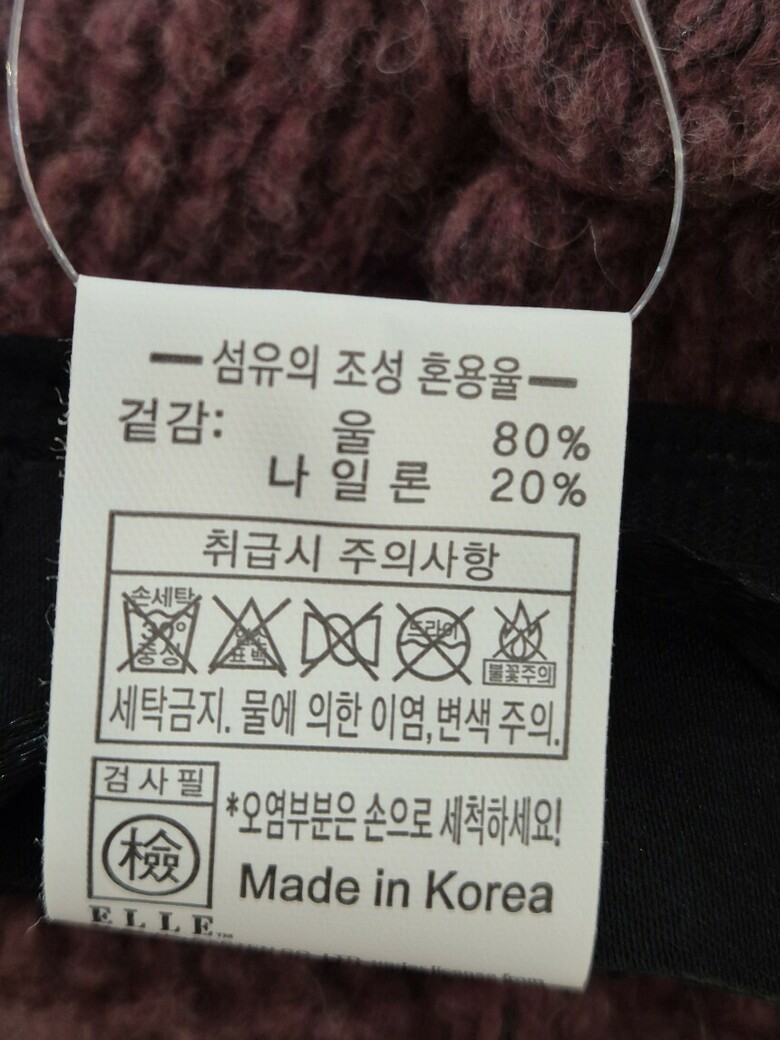 섬유의 조성 혼용율
겉감: 울 80%
나일론 20%
취급시 주의사항
손세탁 30° 중성
염소 표백
드라이
불꽃주의
세탁금지. 물에 의한 이염,변색 주의.
검사필
檢
*오염부분은 손으로 세척하세요!
Made in Korea
ELLE™